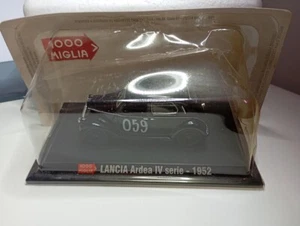 1000
MIGLIA
059
LANCIA Ardea IV serie - 1952